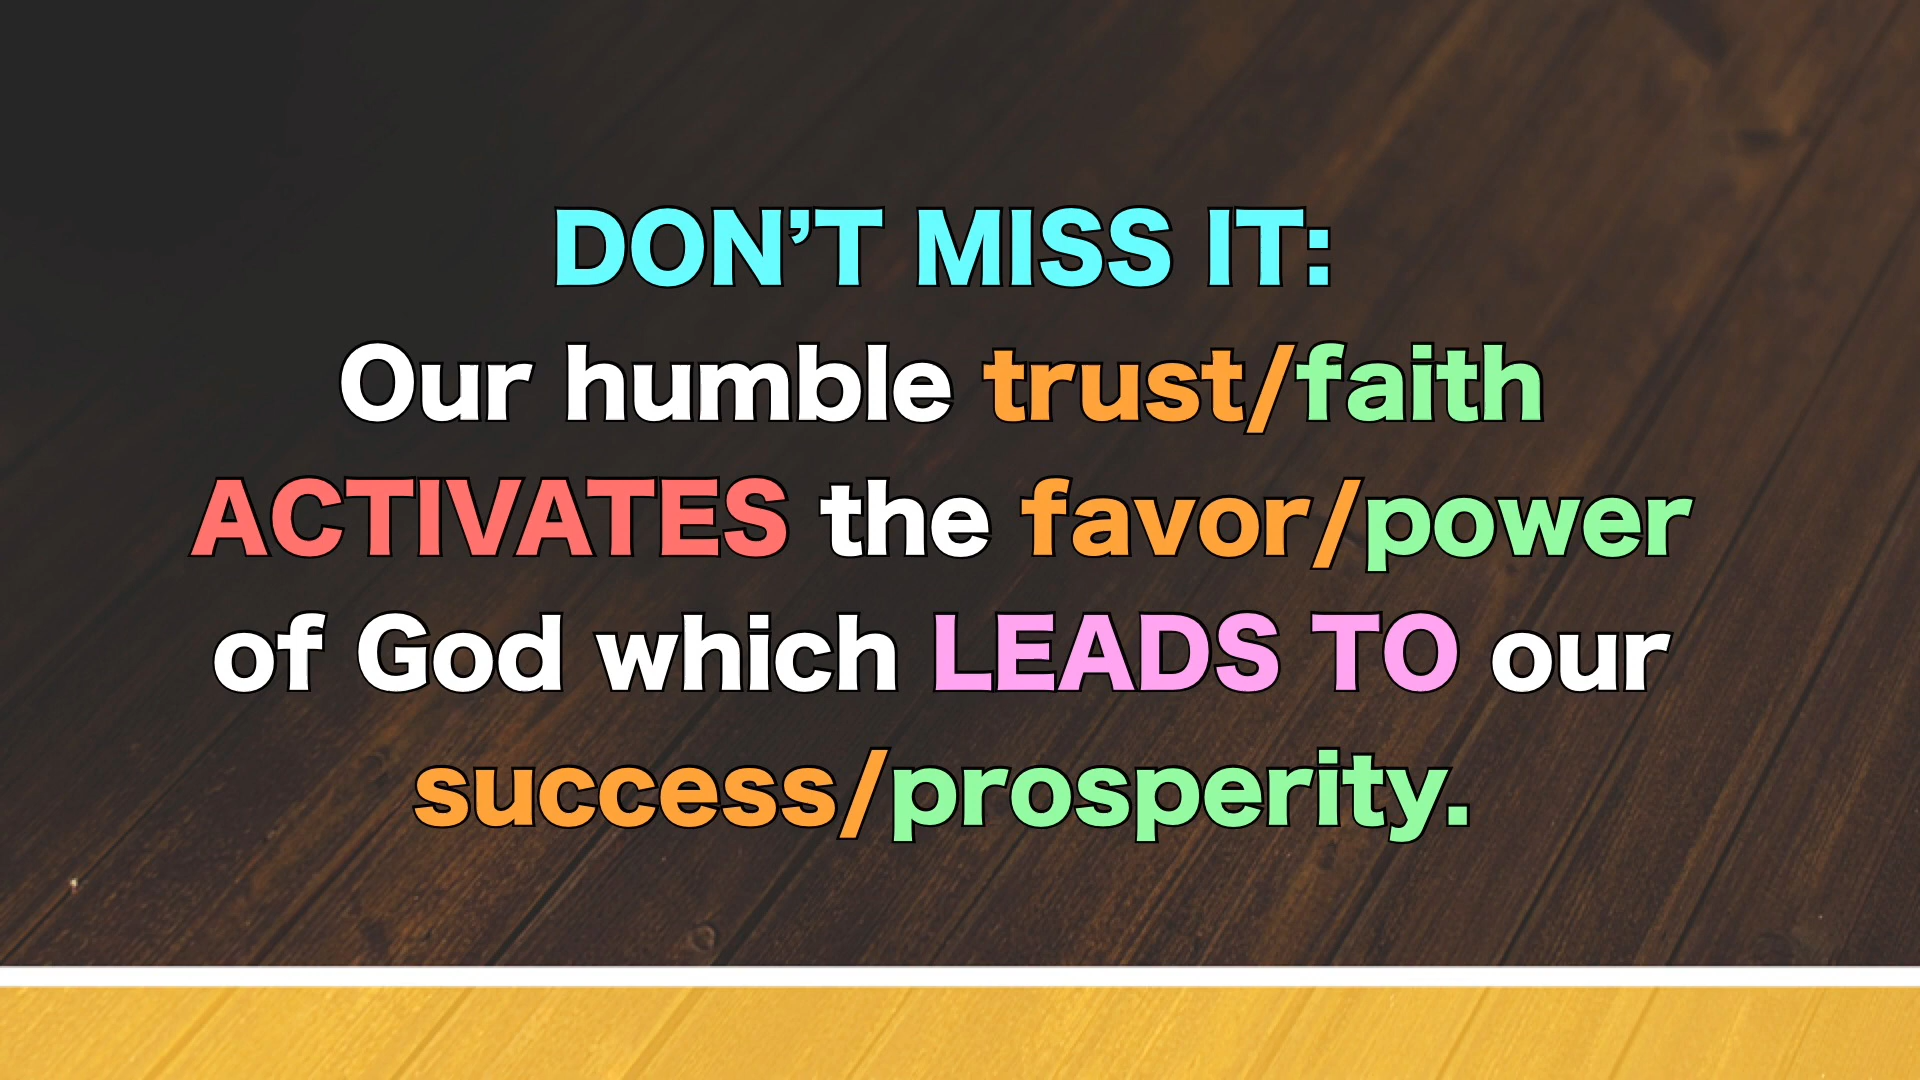 DON’T MISS IT:
Our humble trust/faith
ACTIVATES the favor/power
of God which LEADS TO our
success/prosperity.